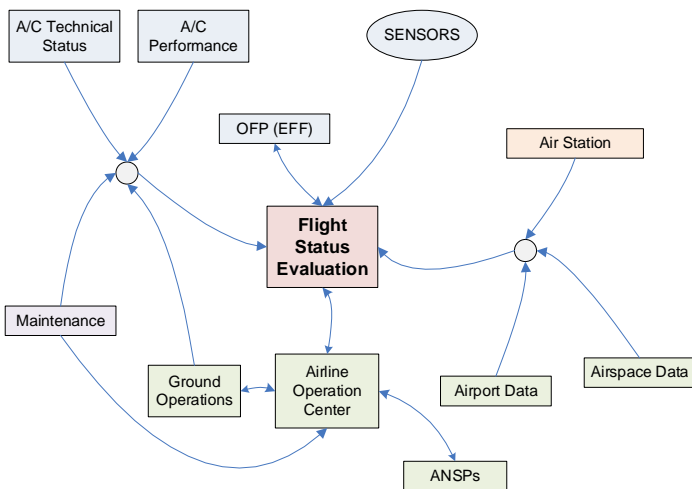 A/C Technical
Status
A/C
Performance
SENSORS
OFP (EFF)
Air Station
Flight
Status
Evaluation
Maintenance
Ground
Operations
Airline
Operation
Center
Airport Data
Airspace Data
ANSPs